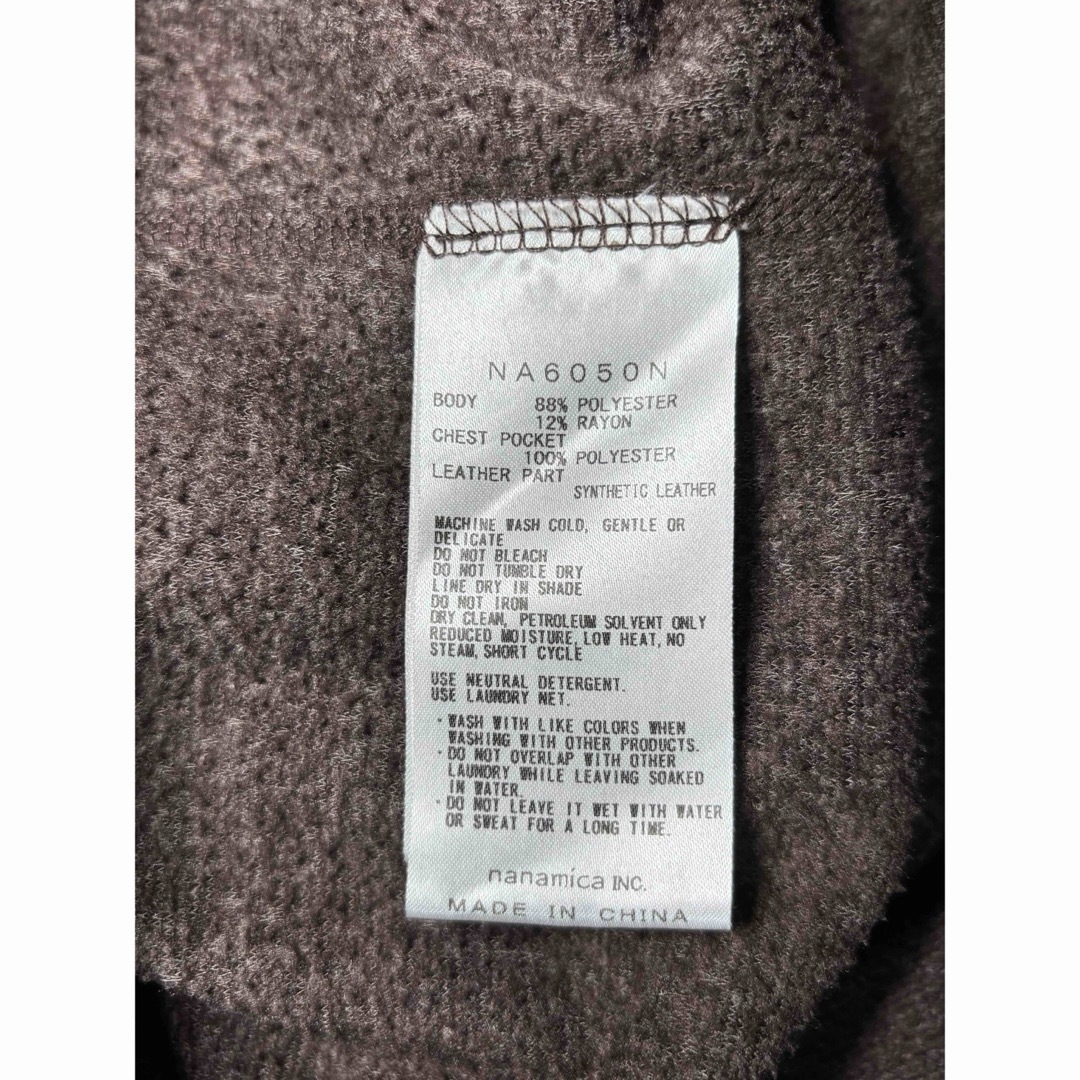 NA6050N
BODY 88% POLYESTER
12% RAYON
CHEST POCKET
100% POLYESTER
LEATHER PART
SYNTHETIC LEATHER
MACHINE WASH COLD, GENTLE OR
DELICATE
DO NOT BLEACH
DO NOT TUMBLE DRY
LINE DRY IN SHADE
DO NOT IRON
DRY CLEAN, PETROLEUM SOLVENT ONLY
REDUCED MOISTURE, LOW HEAT, NO
STEAM, SHORT CYCLE
USE NEUTRAL DETERGENT.
USE LAUNDRY NET.
・WASH WITH LIKE COLORS WHEN
WASHING WITH OTHER PRODUCTS.
・DO NOT OVERLAP WITH OTHER
LAUNDRY WHILE LEAVING SOAKED
IN WATER.
・DO NOT LEAVE IT WET WITH WATER
OR SWEAT FOR A LONG TIME.
nanamica INC.
MADE IN CHINA